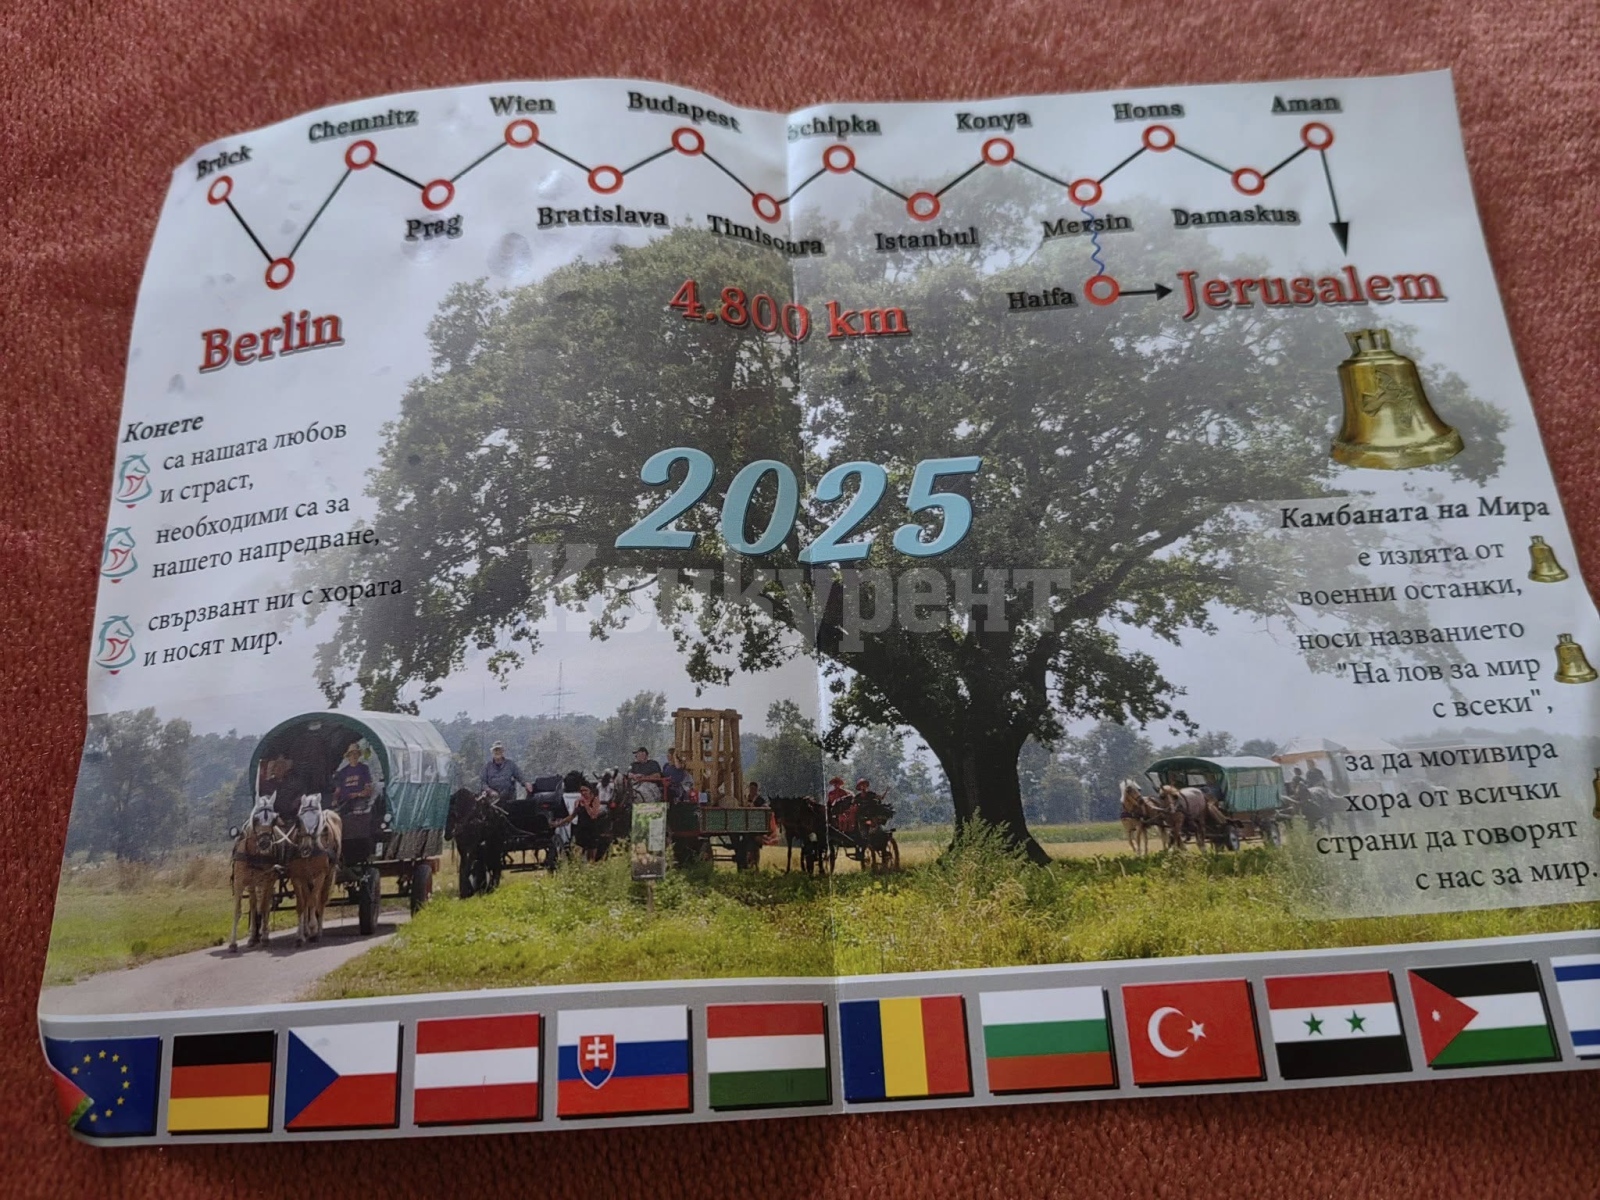 Brück
Chemnitz
Wien
Budapest
Schipka
Konya
Homs
Aman
Prag
Bratislava
Timisoara
Istanbul
Mersin
Damaskus
Haifa
Jerusalem
Berlin
4.800 km
2025
Конете
са нашата любов
и страст,
необходими са за
нашето напредване,
свързват ни с хората
и носят мир.
Камбаната на Мира
е излята от
военни останки,
носи названието
"На лов за мир
с всеки",
за да мотивира
хора от всички
страни да говорят
с нас за мир.
Конкурент